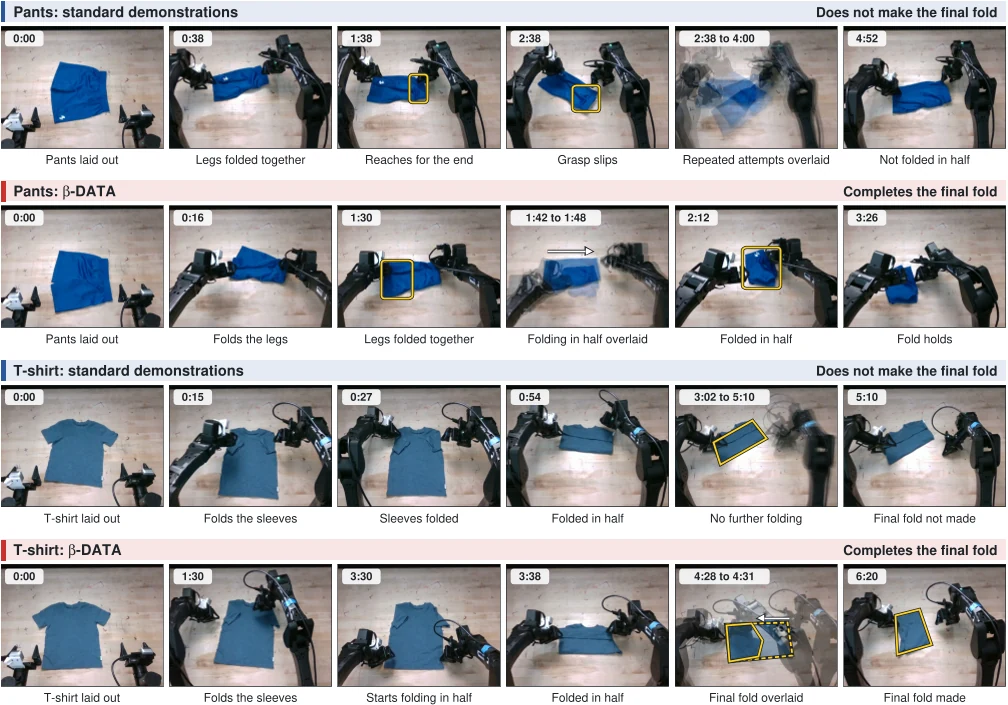 Pants: standard demonstrations Does not make the final fold
0:00 0:38 1:38 2:38 2:38 to 4:00 4:52
Pants laid out Legs folded together Reaches for the end Grasp slips Repeated attempts overlaid Not folded in half
Pants: β-DATA Completes the final fold
0:00 0:16 1:30 1:42 to 1:48 2:12 3:26
Pants laid out Folds the legs Legs folded together Folding in half overlaid Folded in half Fold holds
T-shirt: standard demonstrations Does not make the final fold
0:00 0:15 0:27 0:54 3:02 to 5:10 5:10
T-shirt laid out Folds the sleeves Sleeves folded Folded in half No further folding Final fold not made
T-shirt: β-DATA Completes the final fold
0:00 1:30 3:30 3:38 4:28 to 4:31 6:20
T-shirt laid out Folds the sleeves Starts folding in half Folded in half Final fold overlaid Final fold made